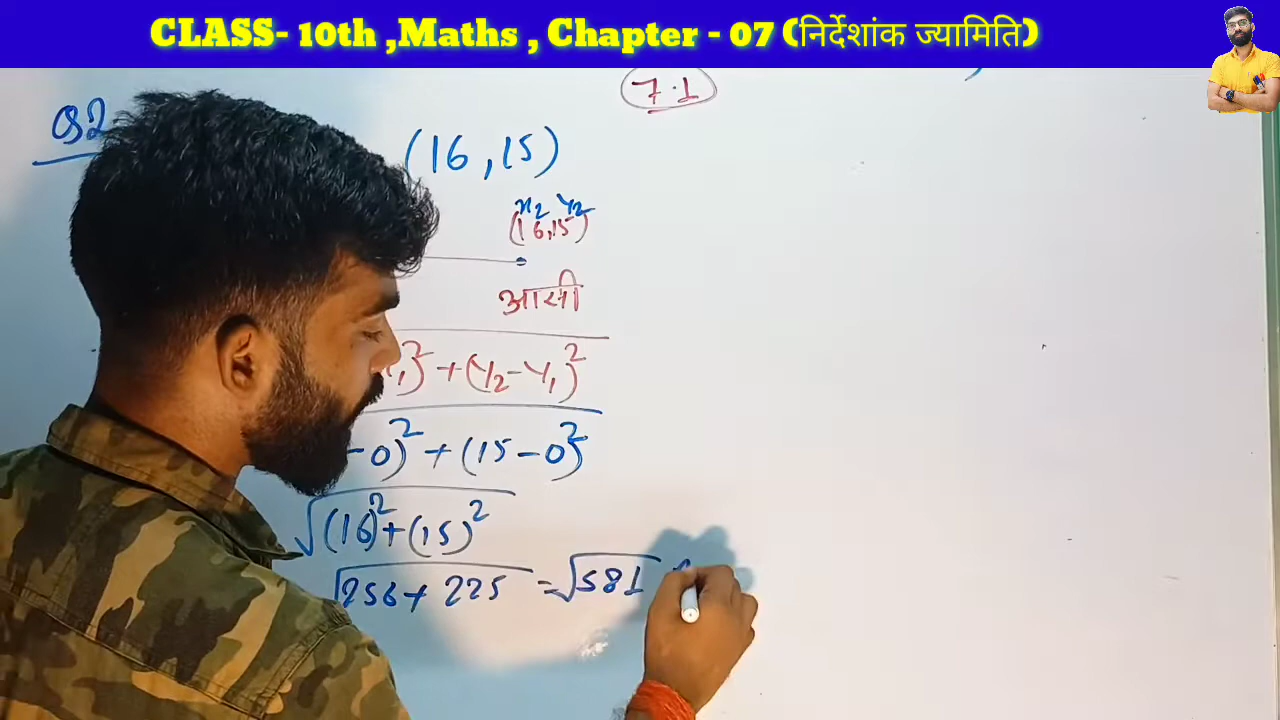 CLASS- 10th ,Maths , Chapter - 07 (निर्देशांक ज्यामिति)
7.1
Q2
(16,15)
x2 y2
(16,15)
आसी
)²+(y2-y1)²
-0)²+(15-0)²
√(16)²+(15)²
√256+225 = √581